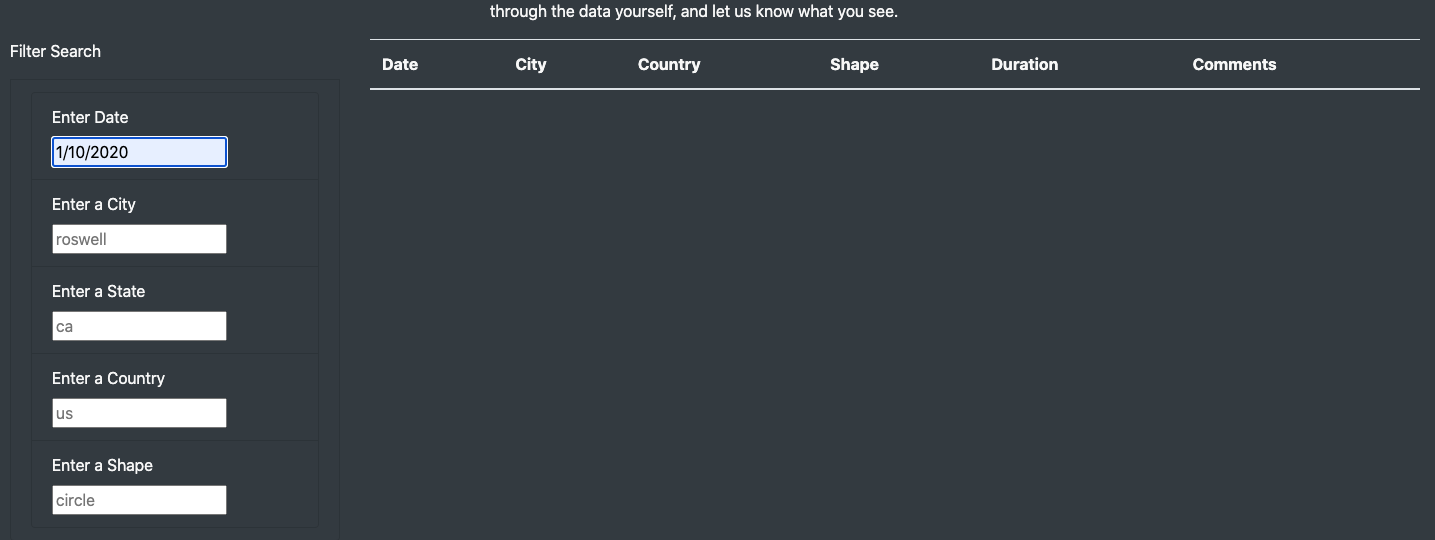 through the data yourself, and let us know what you see.
Filter Search
Date City Country Shape Duration Comments
Enter Date
1/10/2020
Enter a City
roswell
Enter a State
ca
Enter a Country
us
Enter a Shape
circle